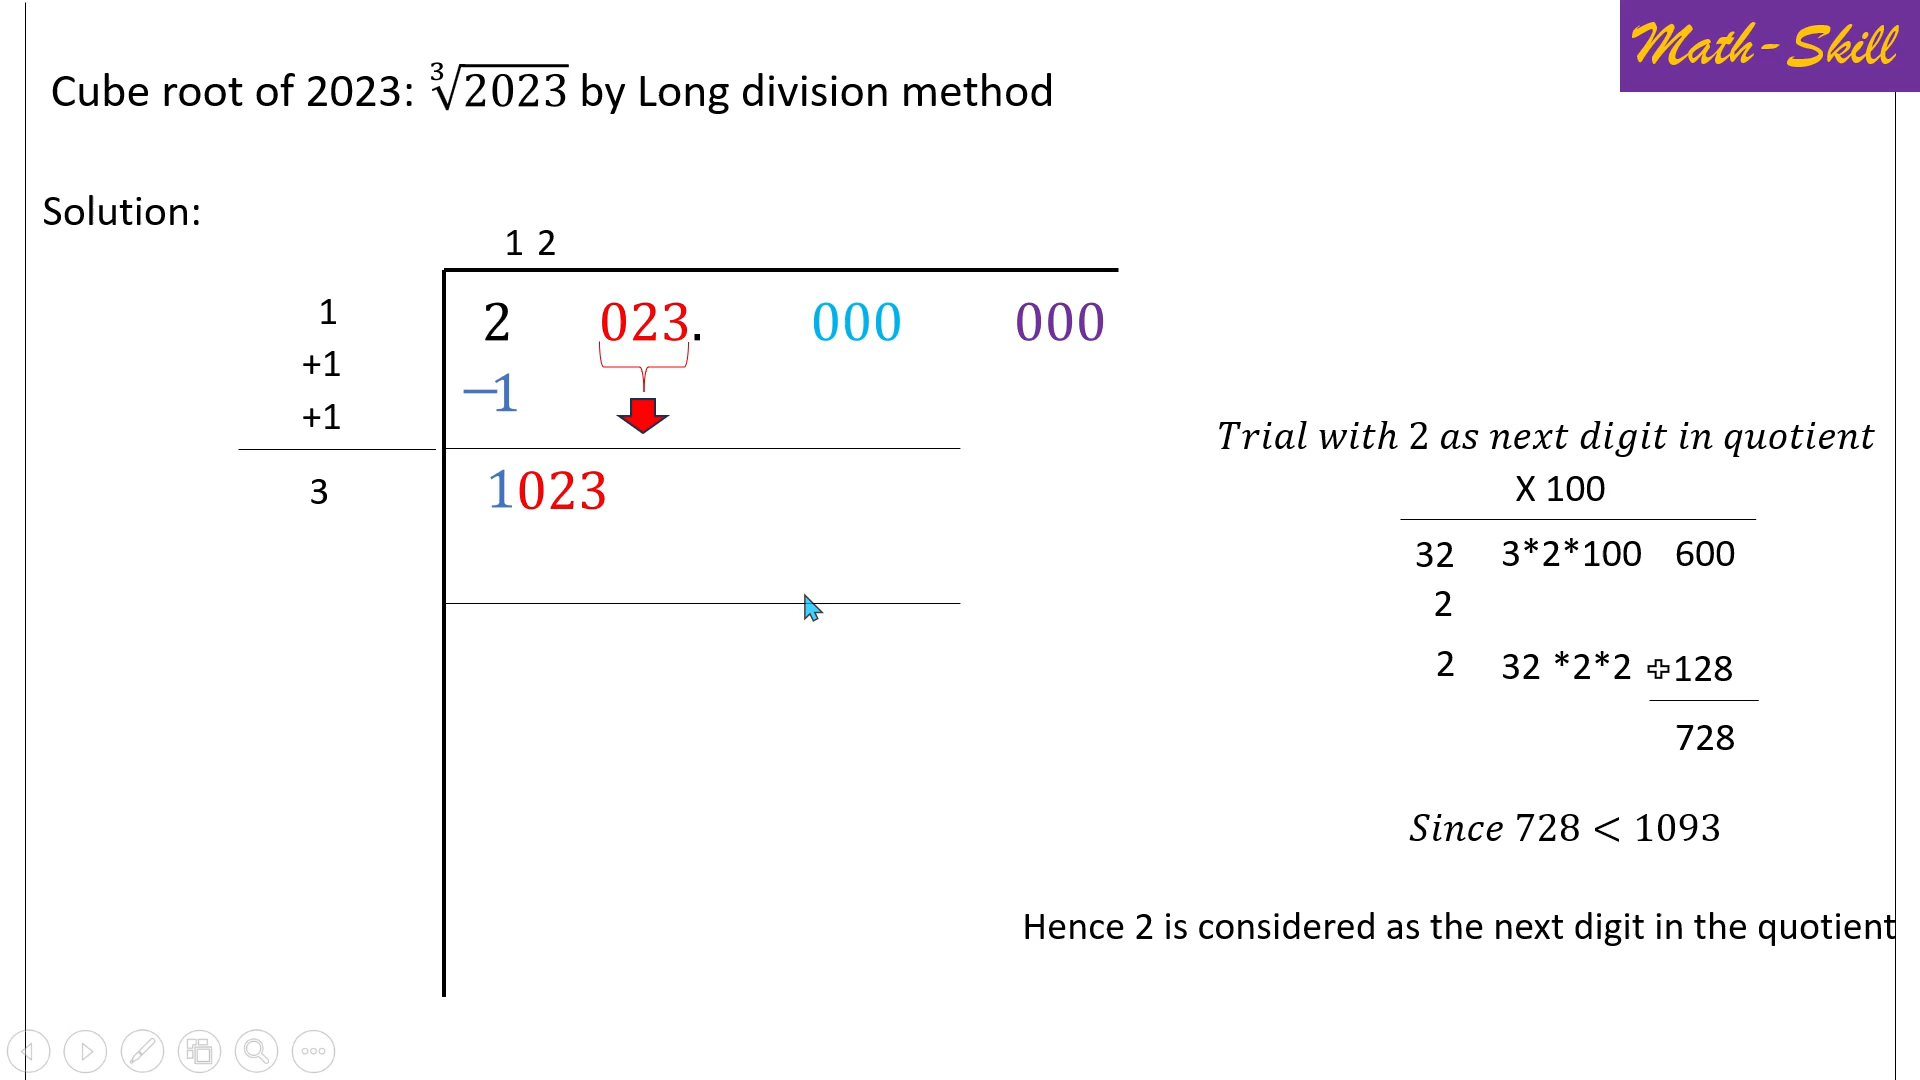 Math-Skill
Cube root of 2023: ∛2023 by Long division method
Solution:
1 2
1 2 023. 000 000
+1 −1
+1
3 1023
Trial with 2 as next digit in quotient
X 100
32 3*2*100 600
2
2 32 *2*2 +128
728
Since 728 < 1093
Hence 2 is considered as the next digit in the quotient